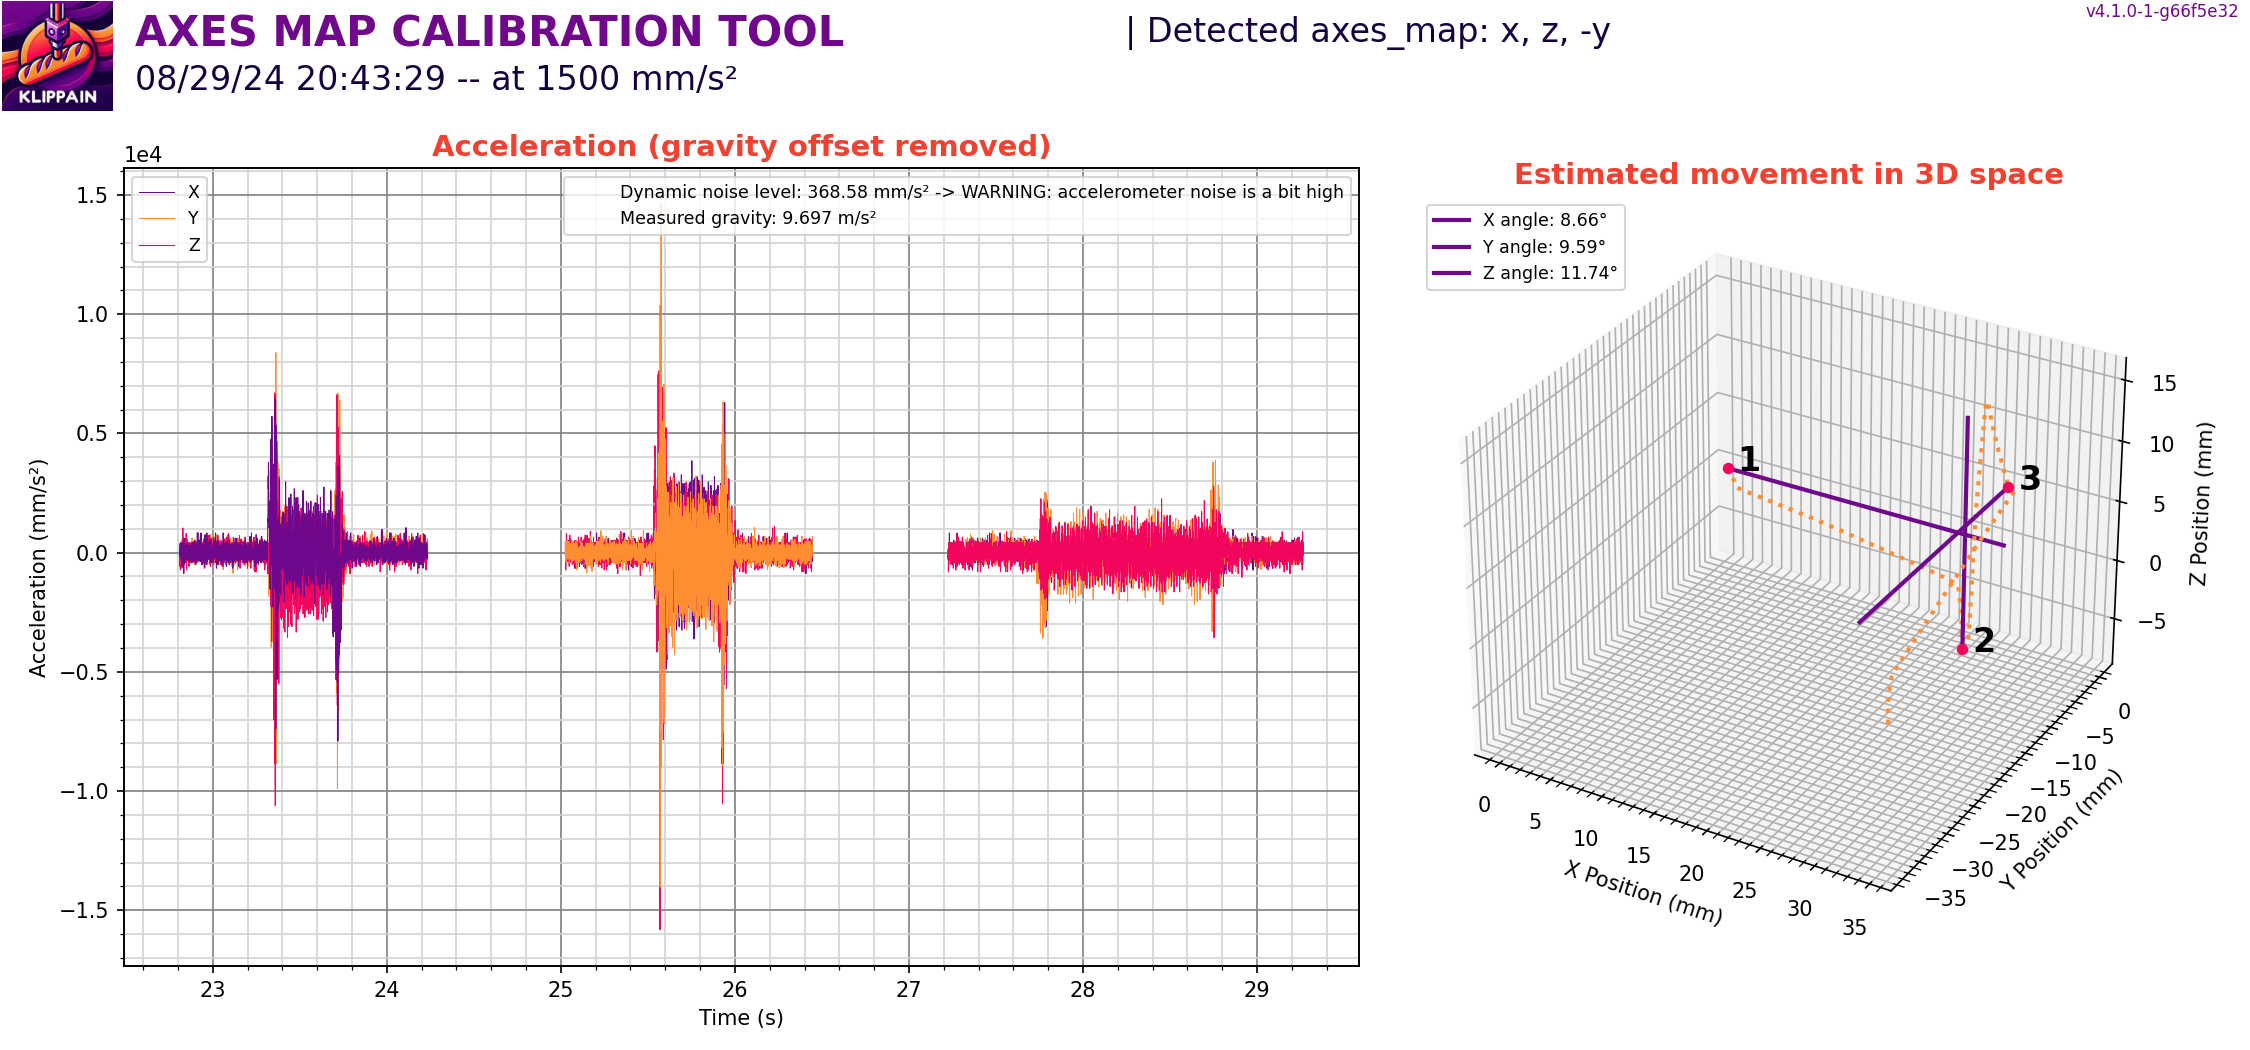 AXES MAP CALIBRATION TOOL
| Detected axes_map: x, z, -y
v4.1.0-1-g66f5e32
08/29/24 20:43:29 -- at 1500 mm/s²
KLIPPAIN
Acceleration (gravity offset removed)
1e4
X
Y
Z
Dynamic noise level: 368.58 mm/s² -> WARNING: accelerometer noise is a bit high
Measured gravity: 9.697 m/s²
1.5
1.0
0.5
0.0
−0.5
−1.0
−1.5
Acceleration (mm/s²)
23
24
25
26
27
28
29
Time (s)
Estimated movement in 3D space
X angle: 8.66°
Y angle: 9.59°
Z angle: 11.74°
1
2
3
15
10
5
0
−5
Z Position (mm)
0
−5
−10
−15
−20
−25
−30
−35
Y Position (mm)
0
5
10
15
20
25
30
35
X Position (mm)